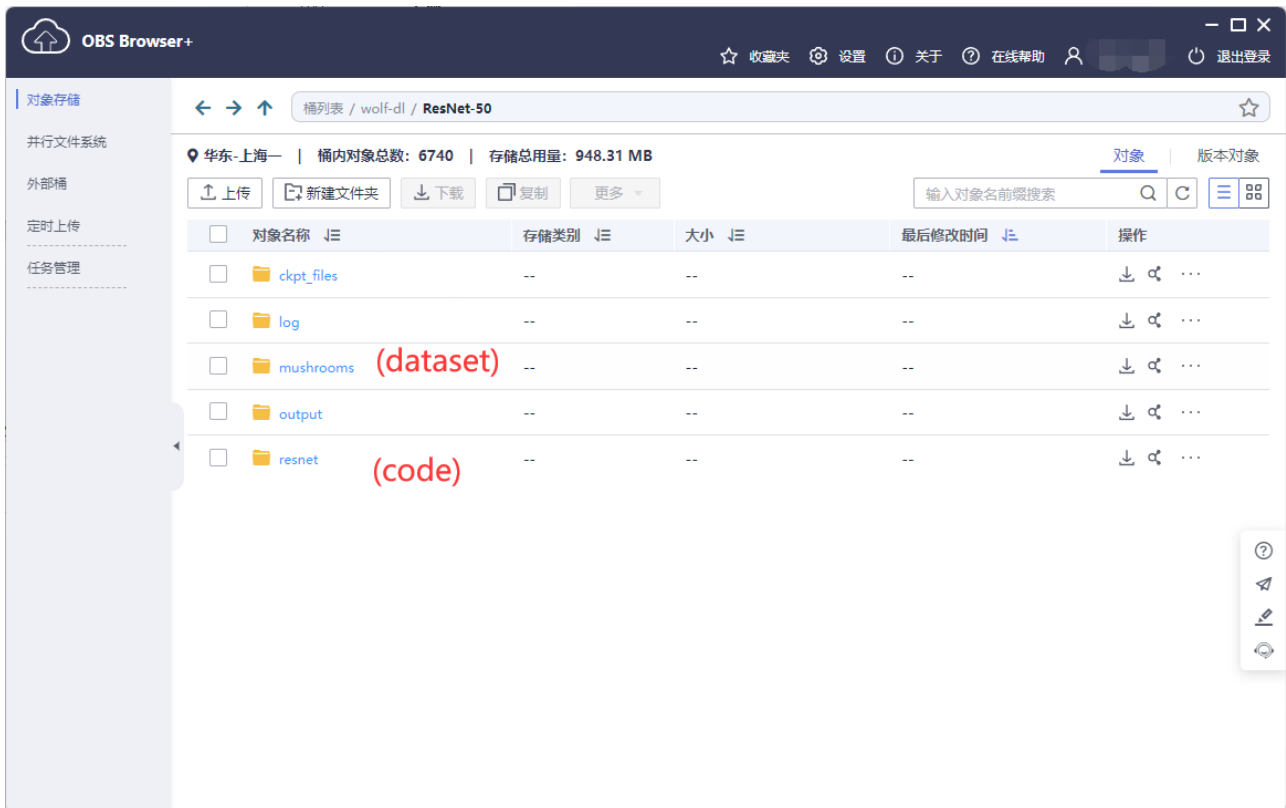 OBS Browser+
收藏夹 设置 关于 在线帮助 退出登录
对象存储
并行文件系统
外部桶
定时上传
任务管理
桶列表 / wolf-dl / ResNet-50
华东-上海一 | 桶内对象总数: 6740 | 存储总用量: 948.31 MB
对象 | 版本对象
上传 新建文件夹 下载 复制 更多
输入对象名前缀搜索
对象名称 存储类别 大小 最后修改时间 操作
ckpt_files -- -- --
log -- -- --
mushrooms (dataset) -- -- --
output -- -- --
resnet (code) -- -- --